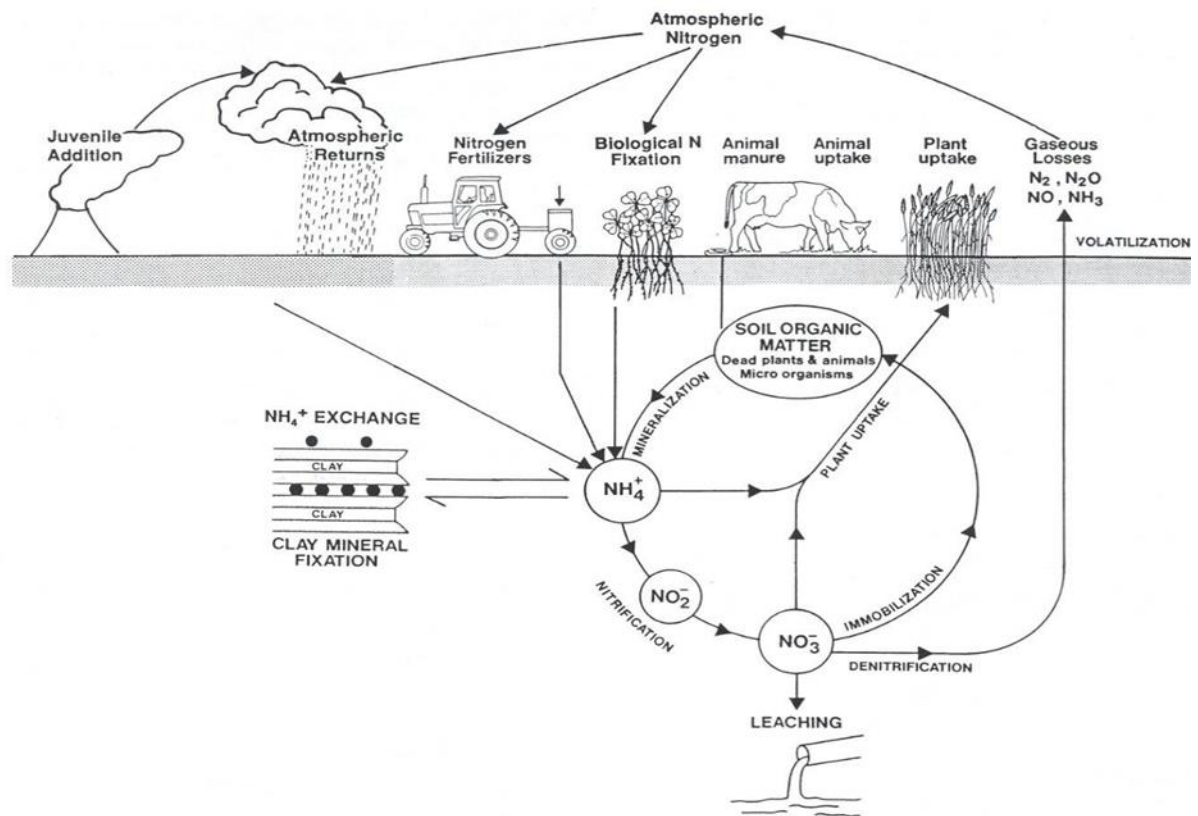 Atmospheric
Nitrogen
Juvenile
Addition
Atmospheric
Returns
Nitrogen
Fertilizers
Biological N
Fixation
Animal
manure
Animal
uptake
Plant
uptake
Gaseous
Losses
N₂ , N₂O
NO , NH₃
VOLATILIZATION
SOIL ORGANIC
MATTER
Dead plants & animals
Micro organisms
MINERALIZATION
PLANT UPTAKE
NH₄⁺ EXCHANGE
CLAY
CLAY
CLAY MINERAL
FIXATION
NH₄⁺
NO₂⁻
NITRIFICATION
NO₃⁻
IMMOBILIZATION
DENITRIFICATION
LEACHING